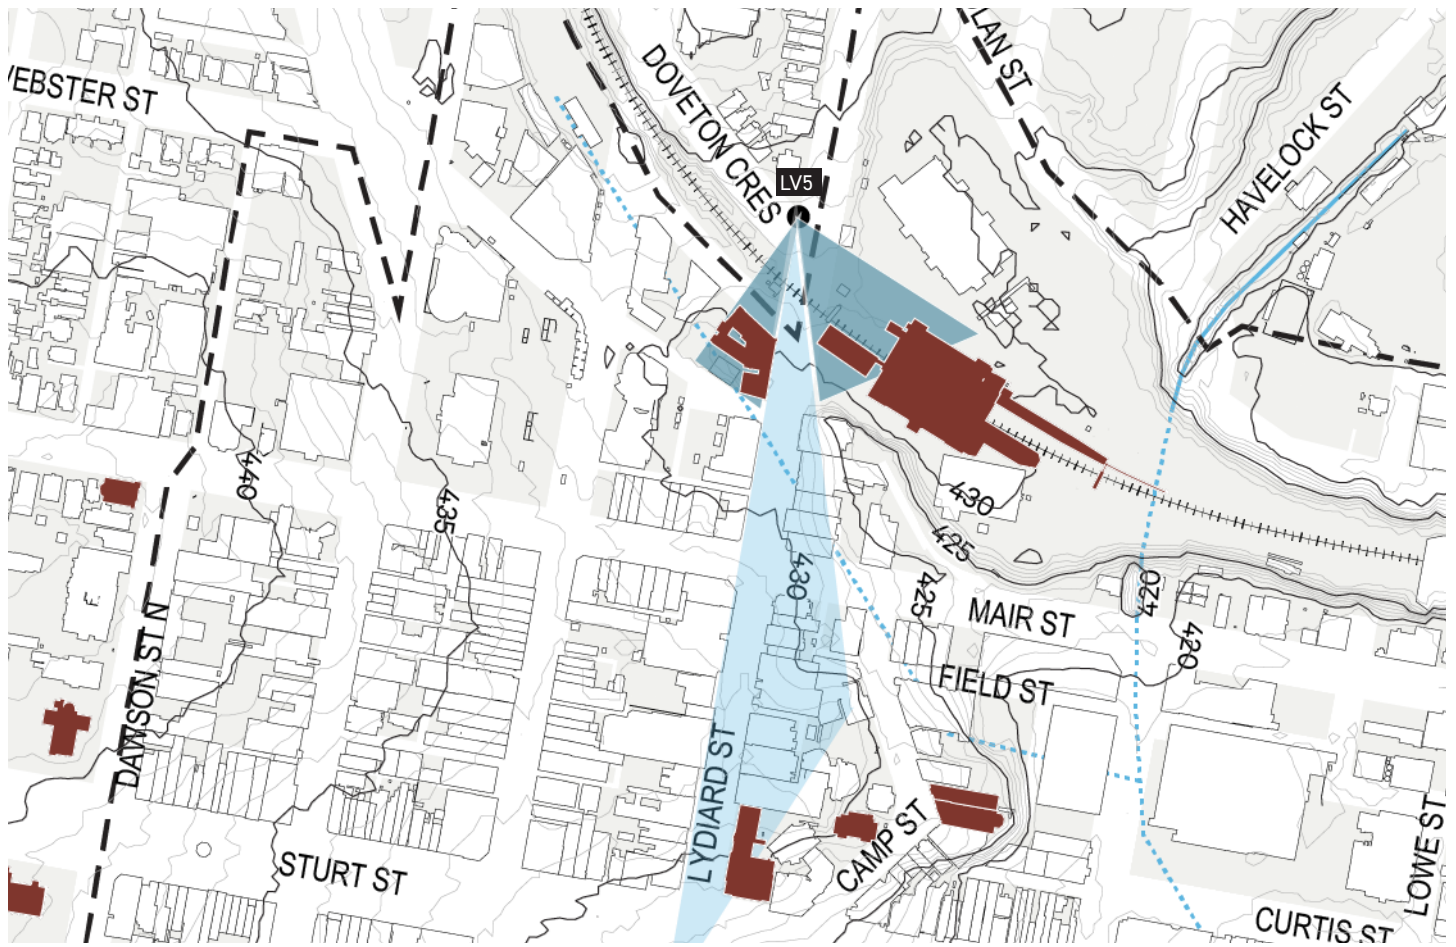 LAN ST
DOVETON CRES
HAVELOCK ST
EBSTER ST
LV5
440
435
430
425
430
425
420
420
MAIR ST
FIELD ST
DAWSON ST N
LYDIARD ST
CAMP ST
STURT ST
LOWE ST
CURTIS ST